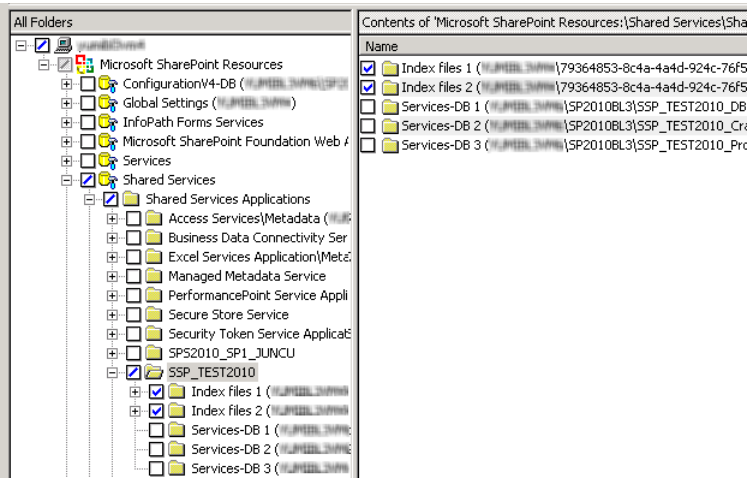 All Folders
Microsoft SharePoint Resources
ConfigurationV4-DB (
Global Settings ( )
InfoPath Forms Services
Microsoft SharePoint Foundation Web A
Services
Shared Services
Shared Services Applications
Access Services\Metadata (
Business Data Connectivity Ser
Excel Services Application\Meta
Managed Metadata Service
PerformancePoint Service Appli
Secure Store Service
Security Token Service Applicat
SPS2010_SP1_JUNCU
SSP_TEST2010
Index files 1 (
Index files 2 (
Services-DB 1 (
Services-DB 2 (
Services-DB 3 (
Contents of 'Microsoft SharePoint Resources:\Shared Services\Sha
Name
Index files 1 ( \79364853-8c4a-4a4d-924c-76f5
Index files 2 ( \79364853-8c4a-4a4d-924c-76f5
Services-DB 1 ( \SP2010BL3\SSP_TEST2010_DB
Services-DB 2 ( \SP2010BL3\SSP_TEST2010_Cra
Services-DB 3 ( \SP2010BL3\SSP_TEST2010_Pro